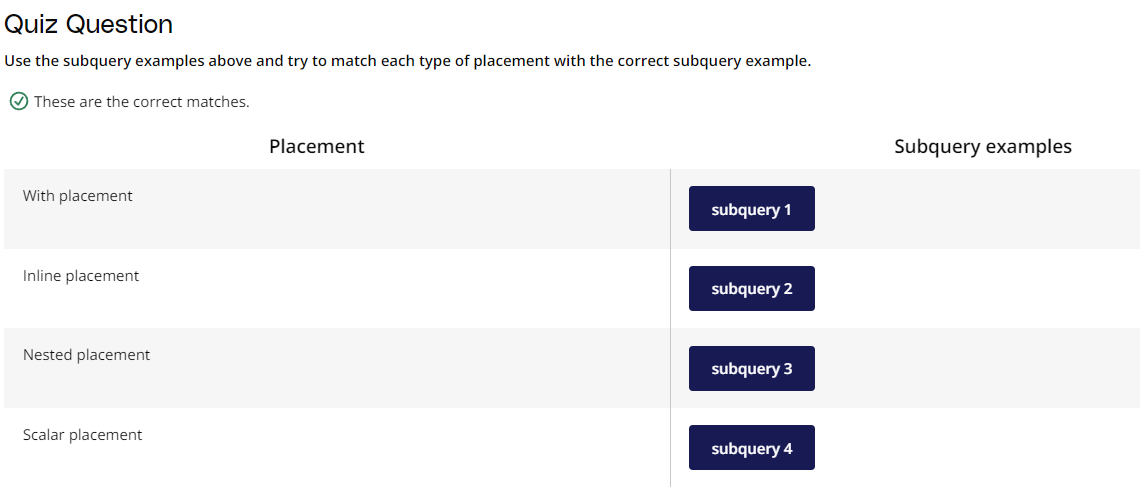 Quiz Question
Use the subquery examples above and try to match each type of placement with the correct subquery example.
These are the correct matches.
Placement Subquery examples
With placement subquery 1
Inline placement subquery 2
Nested placement subquery 3
Scalar placement subquery 4